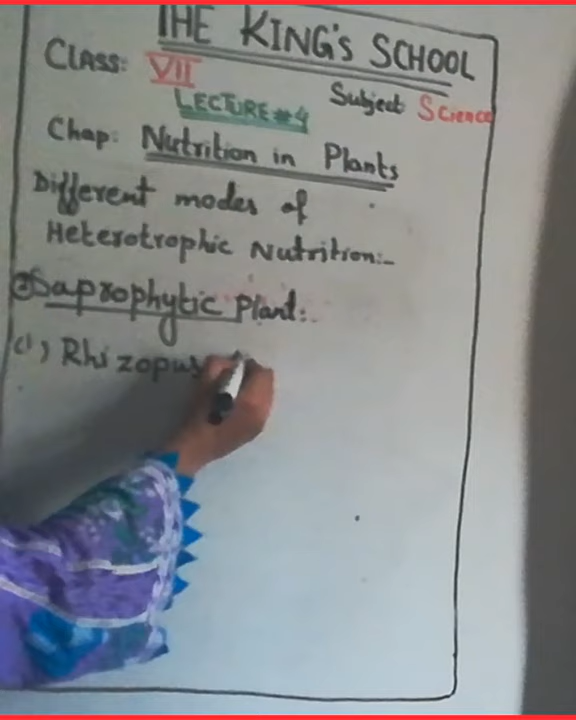 THE KING'S SCHOOL
CLASS: VII
Subject: Science
LECTURE #4
Chap: Nutrition in Plants
Different modes of
Heterotrophic Nutrition:-
② Saprophytic Plant:-
(i) Rhizopus